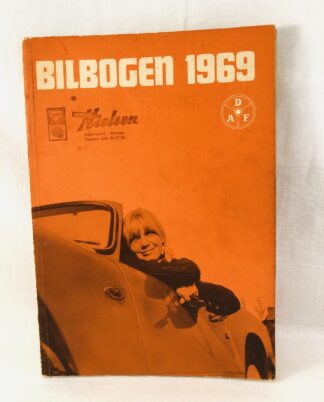 BILBOGEN 1969
Nielsen
D
A F